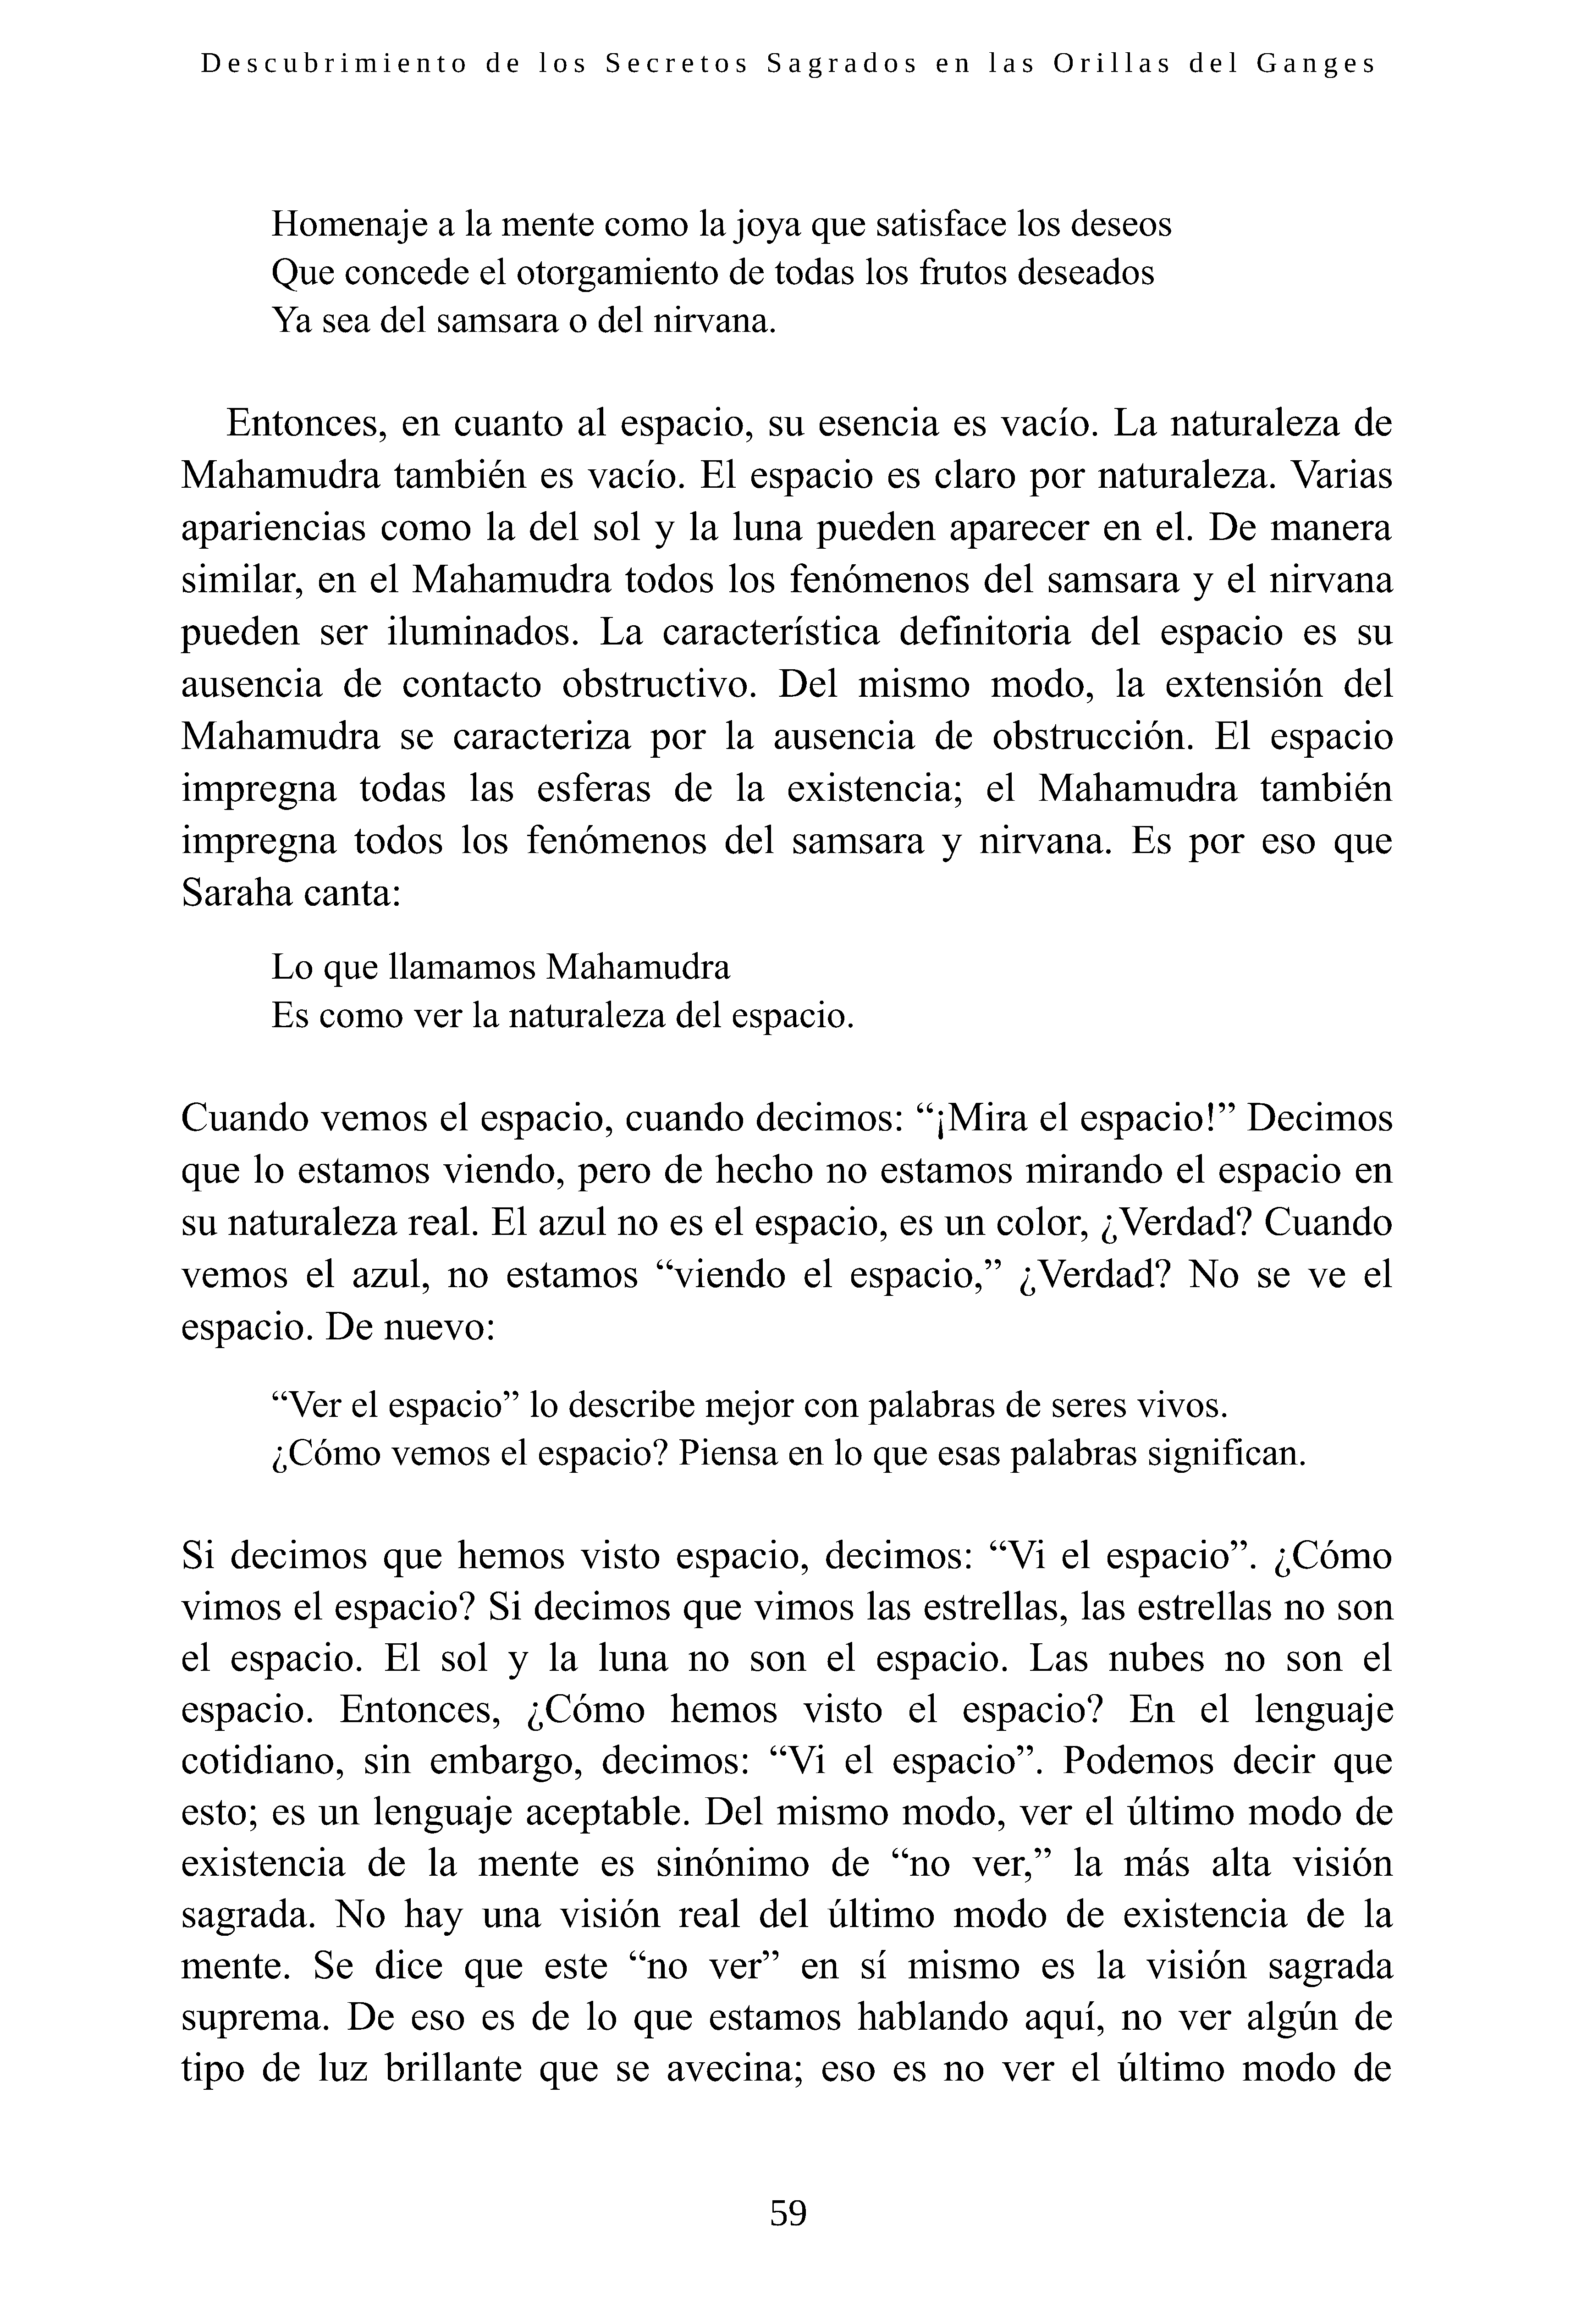 Descubrimiento de los Secretos Sagrados en las Orillas del Ganges
Homenaje a la mente como la joya que satisface los deseos
Que concede el otorgamiento de todas los frutos deseados
Ya sea del samsara o del nirvana.
Entonces, en cuanto al espacio, su esencia es vacío. La naturaleza de
Mahamudra también es vacío. El espacio es claro por naturaleza. Varias
apariencias como la del sol y la luna pueden aparecer en el. De manera
similar, en el Mahamudra todos los fenómenos del samsara y el nirvana
pueden ser iluminados. La característica definitoria del espacio es su
ausencia de contacto obstructivo. Del mismo modo, la extensión del
Mahamudra se caracteriza por la ausencia de obstrucción. El espacio
impregna todas las esferas de la existencia; el Mahamudra también
impregna todos los fenómenos del samsara y nirvana. Es por eso que
Saraha canta:
Lo que llamamos Mahamudra
Es como ver la naturaleza del espacio.
Cuando vemos el espacio, cuando decimos: “¡Mira el espacio!” Decimos
que lo estamos viendo, pero de hecho no estamos mirando el espacio en
su naturaleza real. El azul no es el espacio, es un color, ¿Verdad? Cuando
vemos el azul, no estamos “viendo el espacio,” ¿Verdad? No se ve el
espacio. De nuevo:
“Ver el espacio” lo describe mejor con palabras de seres vivos.
¿Cómo vemos el espacio? Piensa en lo que esas palabras significan.
Si decimos que hemos visto espacio, decimos: “Vi el espacio”. ¿Cómo
vimos el espacio? Si decimos que vimos las estrellas, las estrellas no son
el espacio. El sol y la luna no son el espacio. Las nubes no son el
espacio. Entonces, ¿Cómo hemos visto el espacio? En el lenguaje
cotidiano, sin embargo, decimos: “Vi el espacio”. Podemos decir que
esto; es un lenguaje aceptable. Del mismo modo, ver el último modo de
existencia de la mente es sinónimo de “no ver,” la más alta visión
sagrada. No hay una visión real del último modo de existencia de la
mente. Se dice que este “no ver” en sí mismo es la visión sagrada
suprema. De eso es de lo que estamos hablando aquí, no ver algún de
tipo de luz brillante que se avecina; eso es no ver el último modo de
59